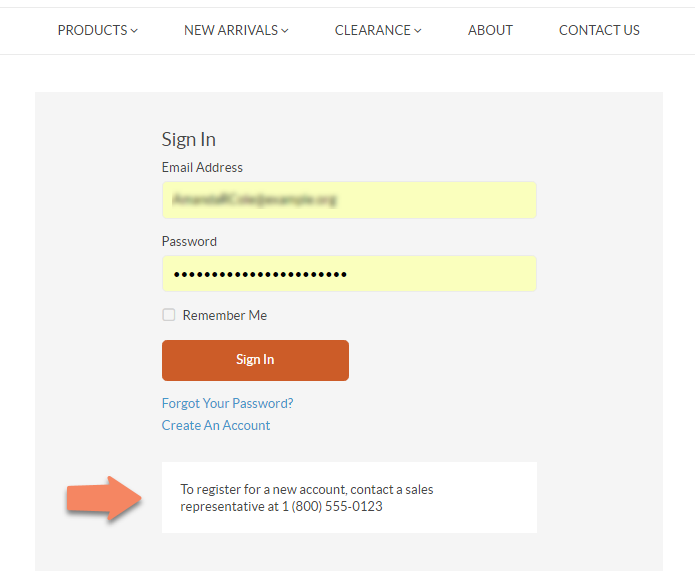 PRODUCTS NEW ARRIVALS CLEARANCE ABOUT CONTACT US
Sign In
Email Address
Password
Remember Me
Sign In
Forgot Your Password?
Create An Account
To register for a new account, contact a sales
representative at 1 (800) 555-0123